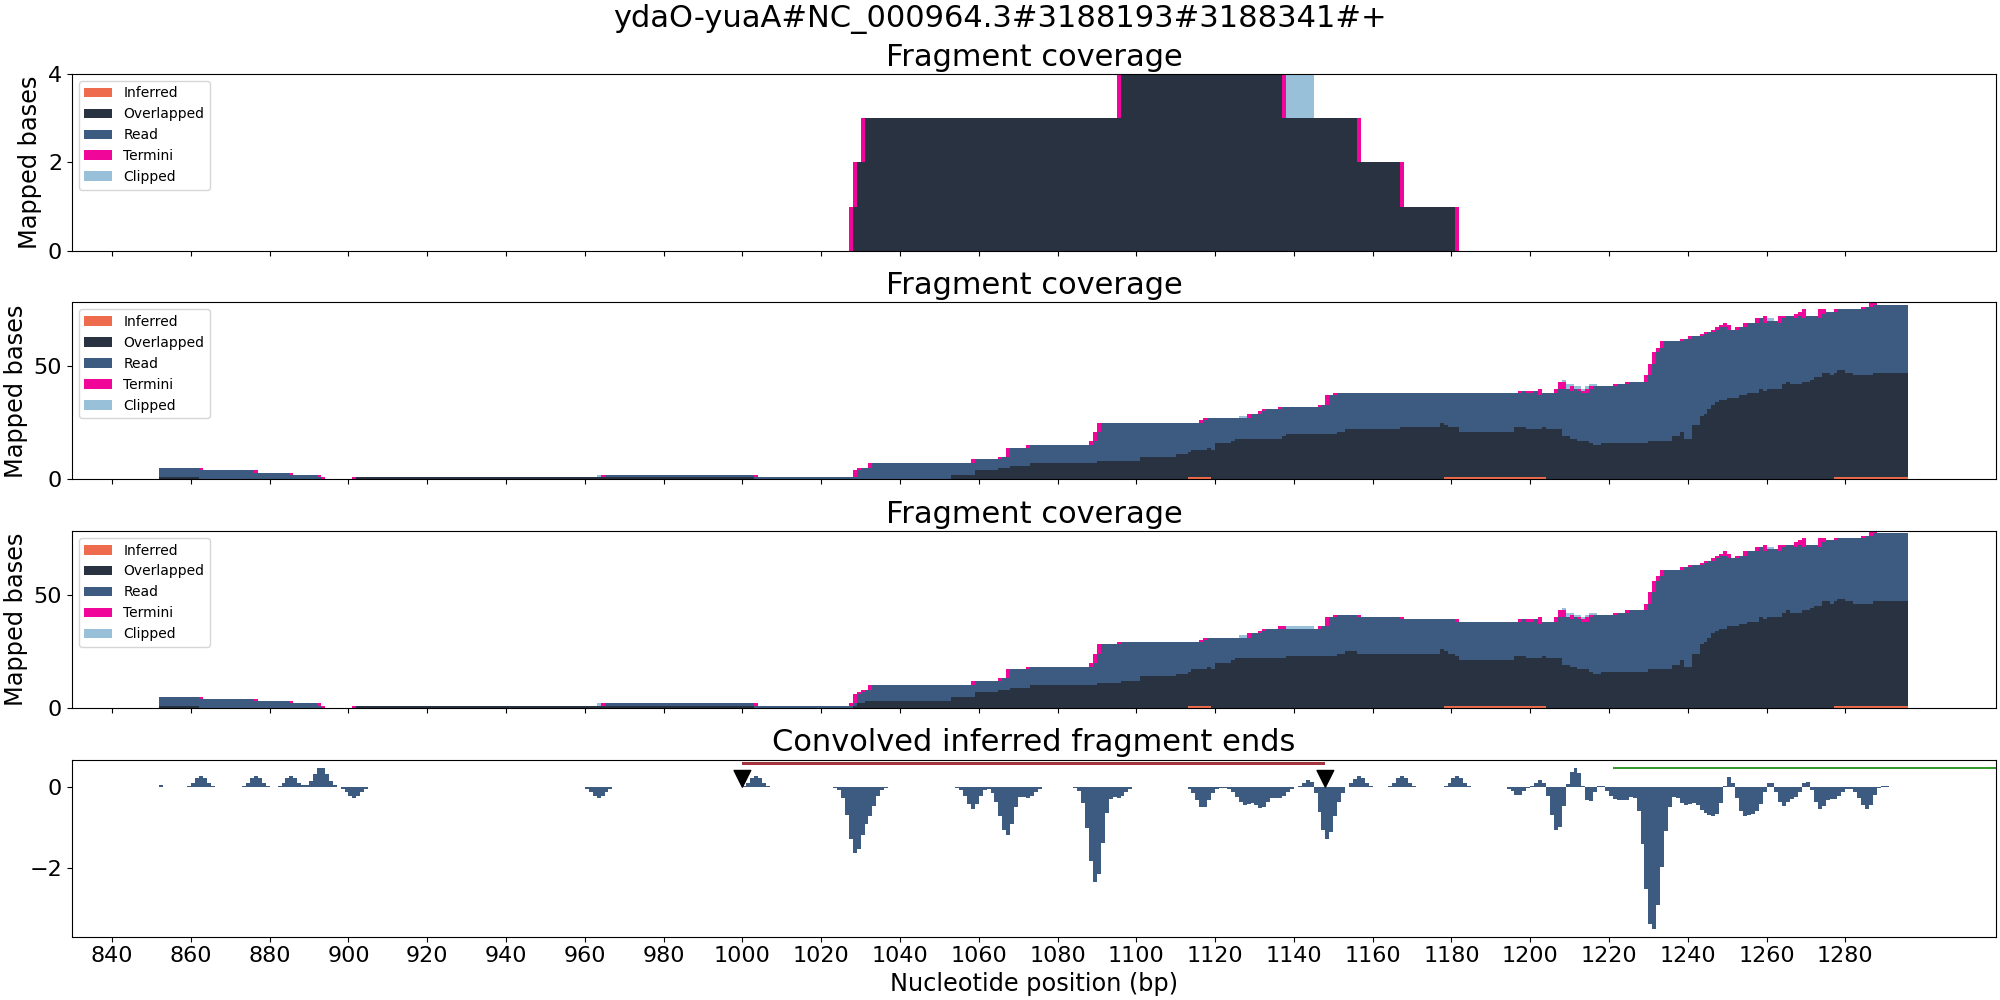 ydaO-yuaA#NC_000964.3#3188193#3188341#+
Fragment coverage
Mapped bases
4
2
0
Inferred
Overlapped
Read
Termini
Clipped
Fragment coverage
Mapped bases
50
0
Inferred
Overlapped
Read
Termini
Clipped
Fragment coverage
Mapped bases
50
0
Inferred
Overlapped
Read
Termini
Clipped
Convolved inferred fragment ends
0
−2
840 860 880 900 920 940 960 980 1000 1020 1040 1060 1080 1100 1120 1140 1160 1180 1200 1220 1240 1260 1280
Nucleotide position (bp)